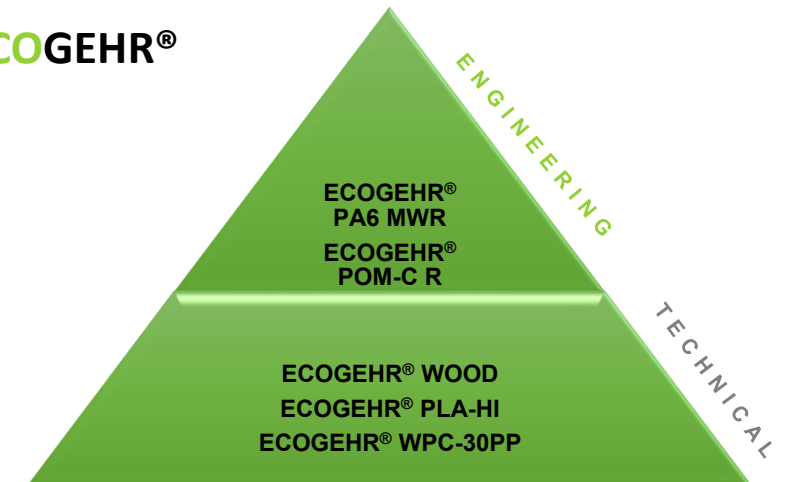 COGEHR®
ENGINEERING
ECOGEHR®
PA6 MWR
ECOGEHR®
POM-C R
TECHNICAL
ECOGEHR® WOOD
ECOGEHR® PLA-HI
ECOGEHR® WPC-30PP